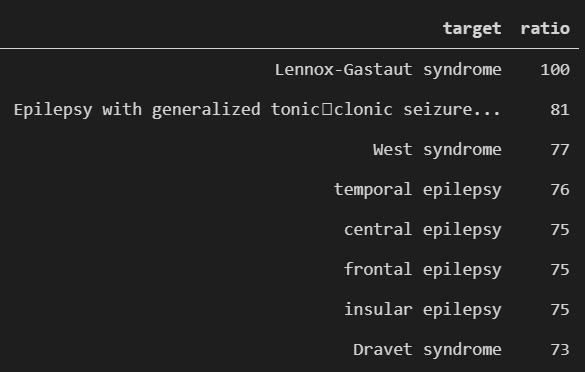 target ratio
Lennox-Gastaut syndrome 100
Epilepsy with generalized tonic□clonic seizure... 81
West syndrome 77
temporal epilepsy 76
central epilepsy 75
frontal epilepsy 75
insular epilepsy 75
Dravet syndrome 73